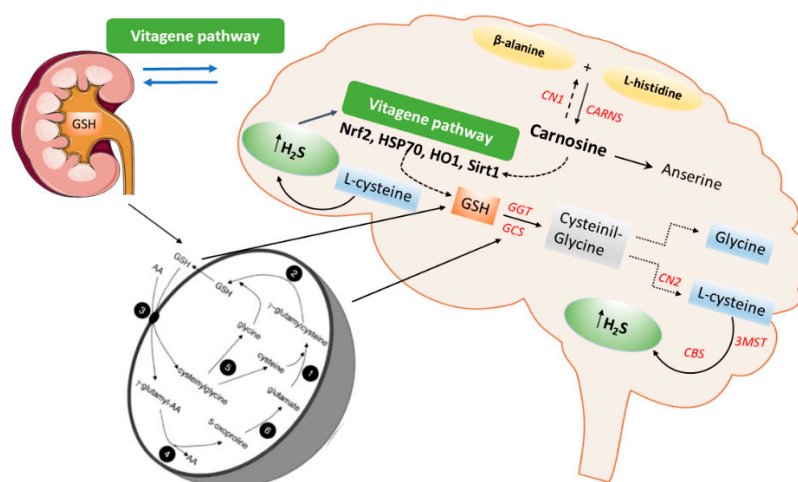 Vitagene pathway
GSH
β-alanine
+
L-histidine
CN1
CARNS
Vitagene pathway
Nrf2, HSP70, HO1, Sirt1
Carnosine
Anserine
↑H₂S
L-cysteine
GSH
GGT
GCS
Cysteinil-
Glycine
Glycine
CN2
L-cysteine
↑H₂S
CBS
3MST
GSH
AA
GSH
2
γ-glutamylcysteine
3
glycine
5
cysteine
1
cysteinylglycine
glutamate
γ-glutamyl-AA
5-oxoproline
6
4
AA